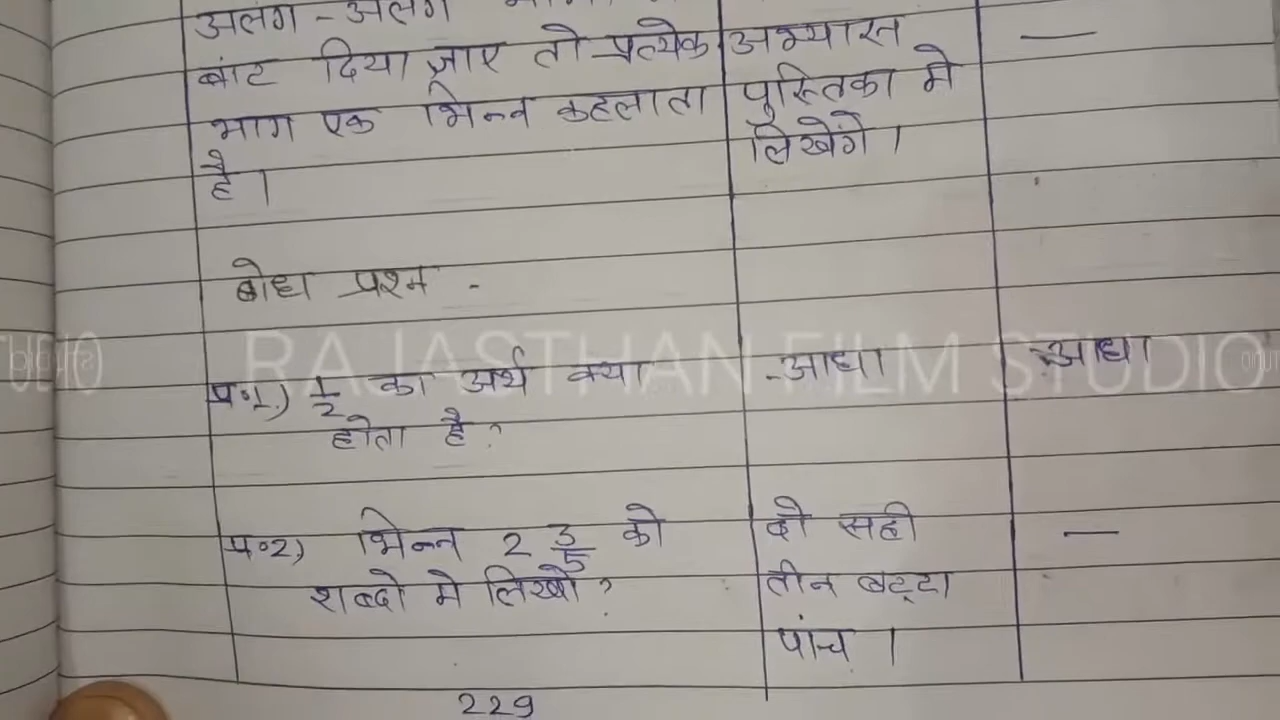 अलग - अलग
बांट दिया जाए तो प्रत्येक
भाग एक भिन्न कहलाता
है।
अभ्यास
पुस्तिका मे
लिखेंगे।
—
बोध प्रश्न -
RAJASTHAN FILM STUDIO
प्र०1) 1/2 का अर्थ क्या
होता है?
-आधा
-आधा
प्र०2) भिन्न 2 3/5 को
शब्दो मे लिखो?
दो सही
तीन बट्टा
पांच।
—
229